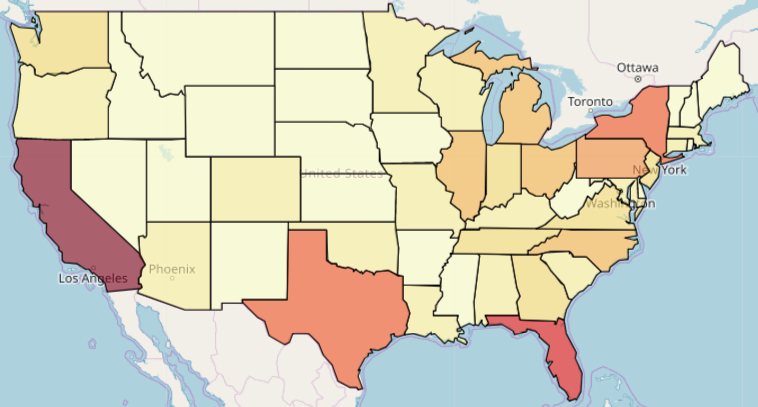 Ottawa
Toronto
New York
United States
Washington
Phoenix
Los Angeles